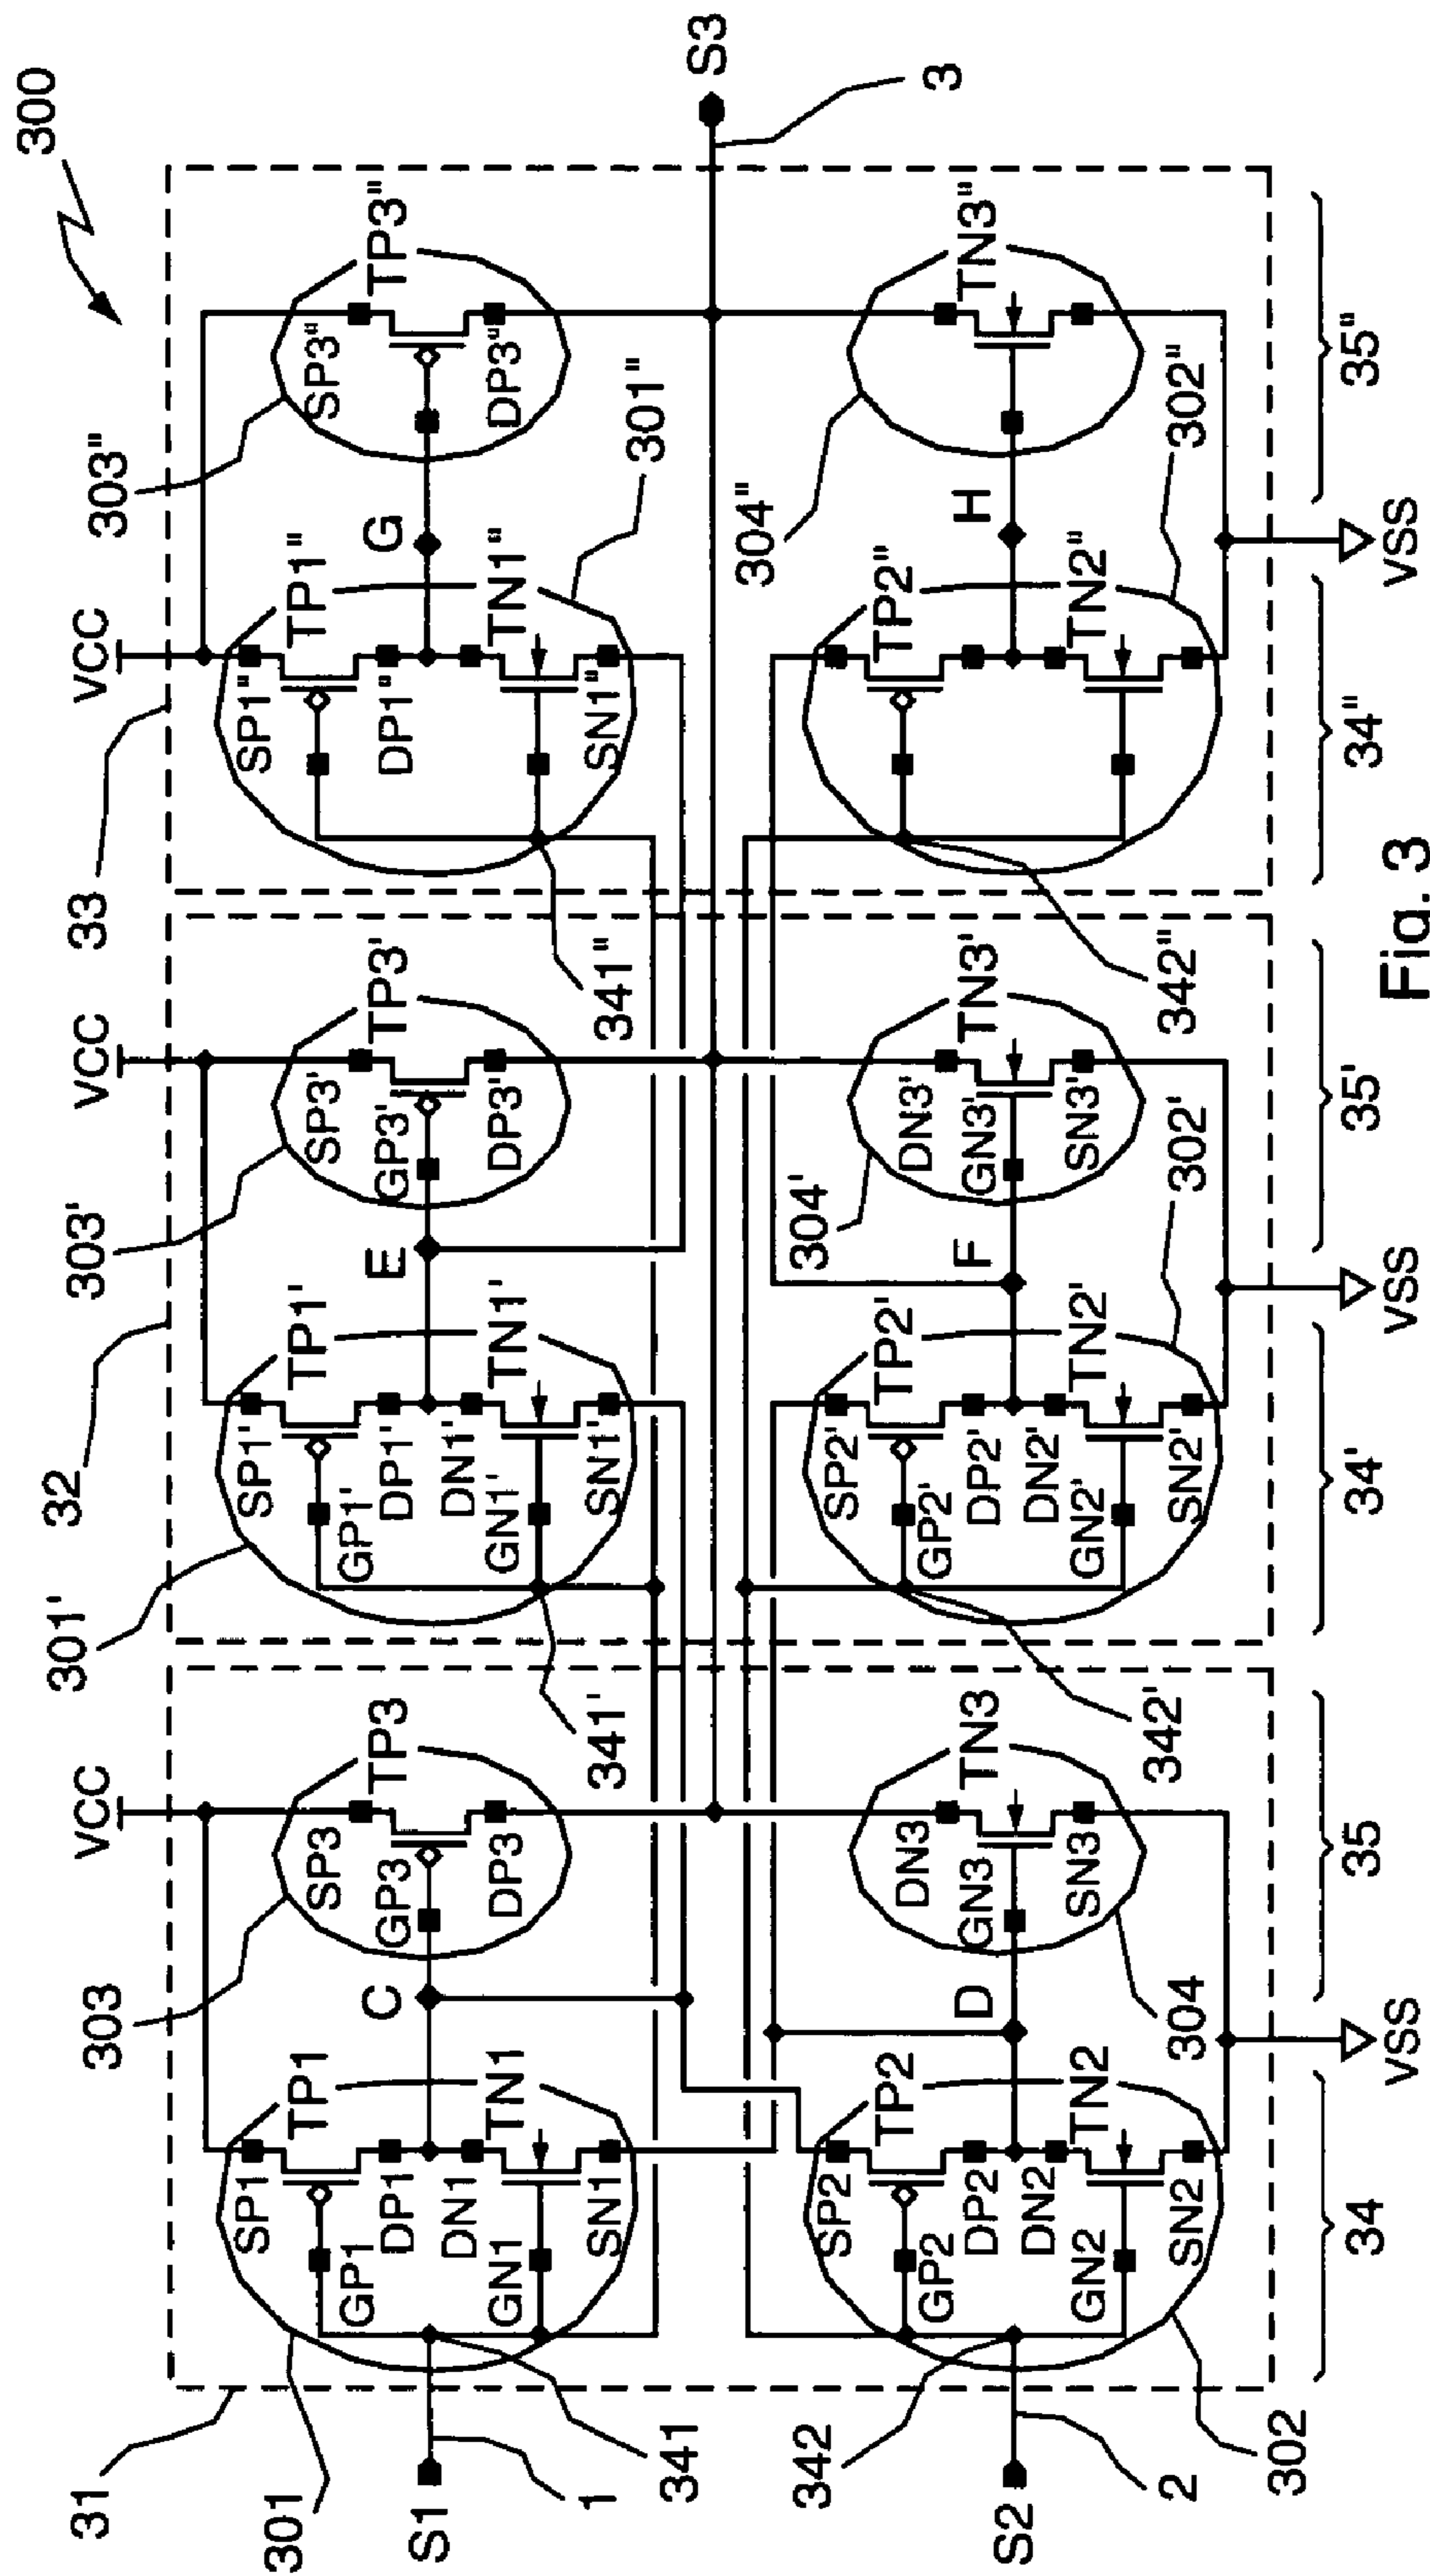 300
VCC
VCC
VCC
31
301
303
32
301'
303'
33
303"
SP1
TP1
GP1
DP1
DN1
TN1
GN1
SN1
C
SP3
TP3
GP3
DP3
SP1'
TP1'
GP1'
DP1'
DN1'
TN1'
GN1'
SN1'
E
SP3'
TP3'
GP3'
DP3'
SP1"
TP1"
DP1"
TN1"
SN1"
G
SP3"
TP3"
DP3"
301"
S1
1
341
341'
341"
S3
3
342
S2
2
302
SP2
TP2
GP2
DP2
DN2
TN2
GN2
SN2
D
DN3
TN3
GN3
SN3
304
342'
SP2'
TP2'
GP2'
DP2'
DN2'
TN2'
GN2'
SN2'
F
304'
DN3'
TN3'
GN3'
SN3'
302'
342"
TP2"
TN2"
H
304"
TN3"
302"
34
35
34'
35'
34"
35"
VSS
VSS
VSS
Fig. 3